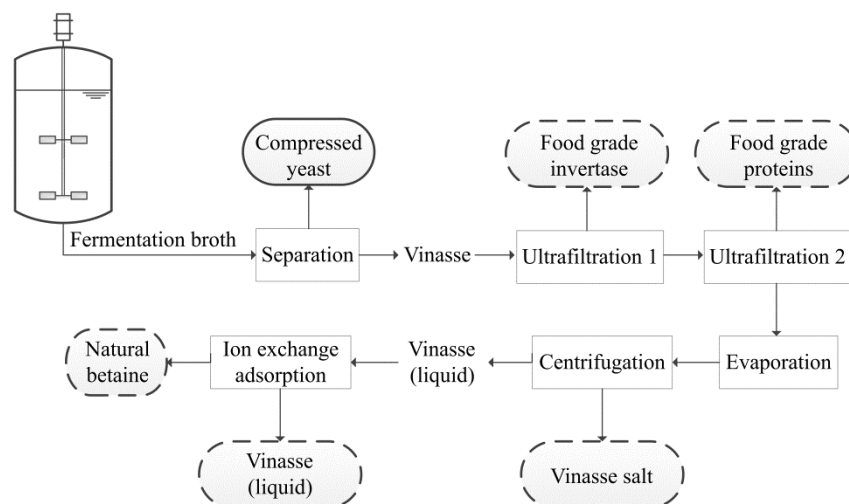 Compressed
yeast
Food grade
invertase
Food grade
proteins
Fermentation broth
Separation
Vinasse
Ultrafiltration 1
Ultrafiltration 2
Natural
betaine
Ion exchange
adsorption
Vinasse
(liquid)
Centrifugation
Evaporation
Vinasse
(liquid)
Vinasse salt